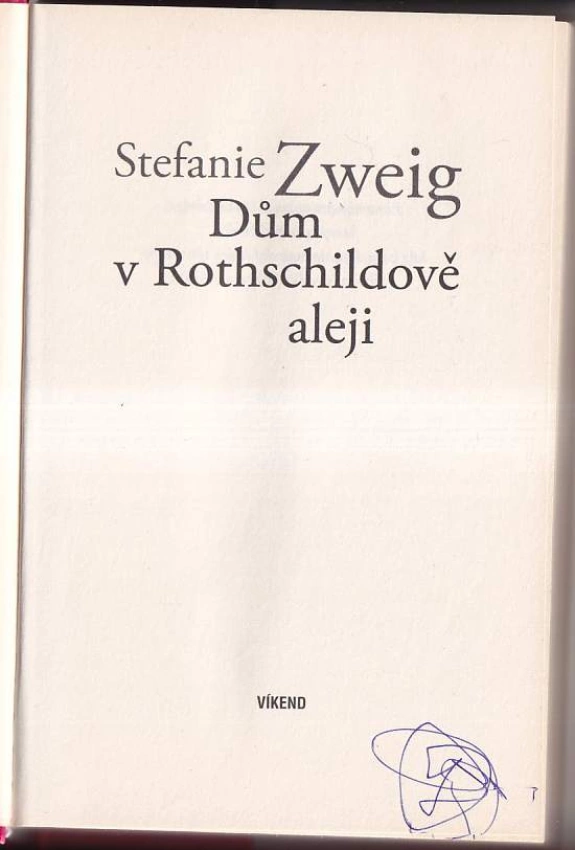 Stefanie Zweig
Dům
v Rothschildově
aleji
VÍKEND